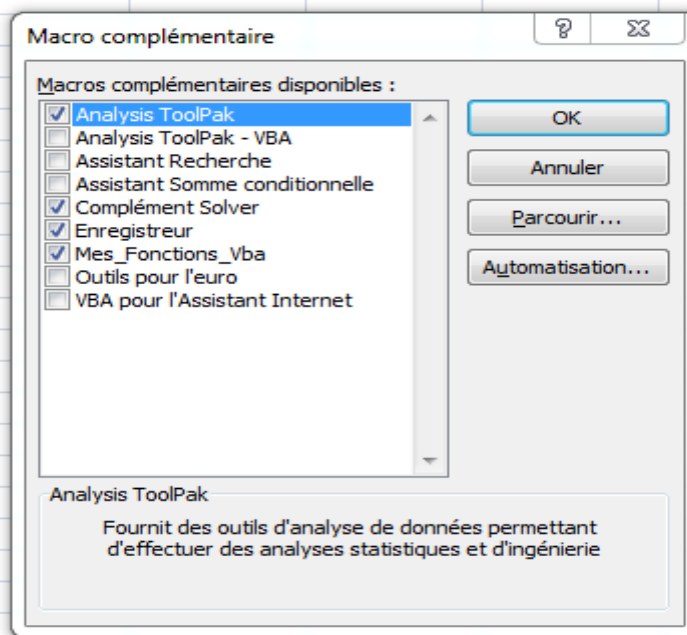 Macro complémentaire
Macros complémentaires disponibles :
Analysis ToolPak
Analysis ToolPak - VBA
Assistant Recherche
Assistant Somme conditionnelle
Complément Solver
Enregistreur
Mes_Fonctions_Vba
Outils pour l'euro
VBA pour l'Assistant Internet
OK
Annuler
Parcourir...
Automatisation...
Analysis ToolPak
Fournit des outils d'analyse de données permettant
d'effectuer des analyses statistiques et d'ingénierie